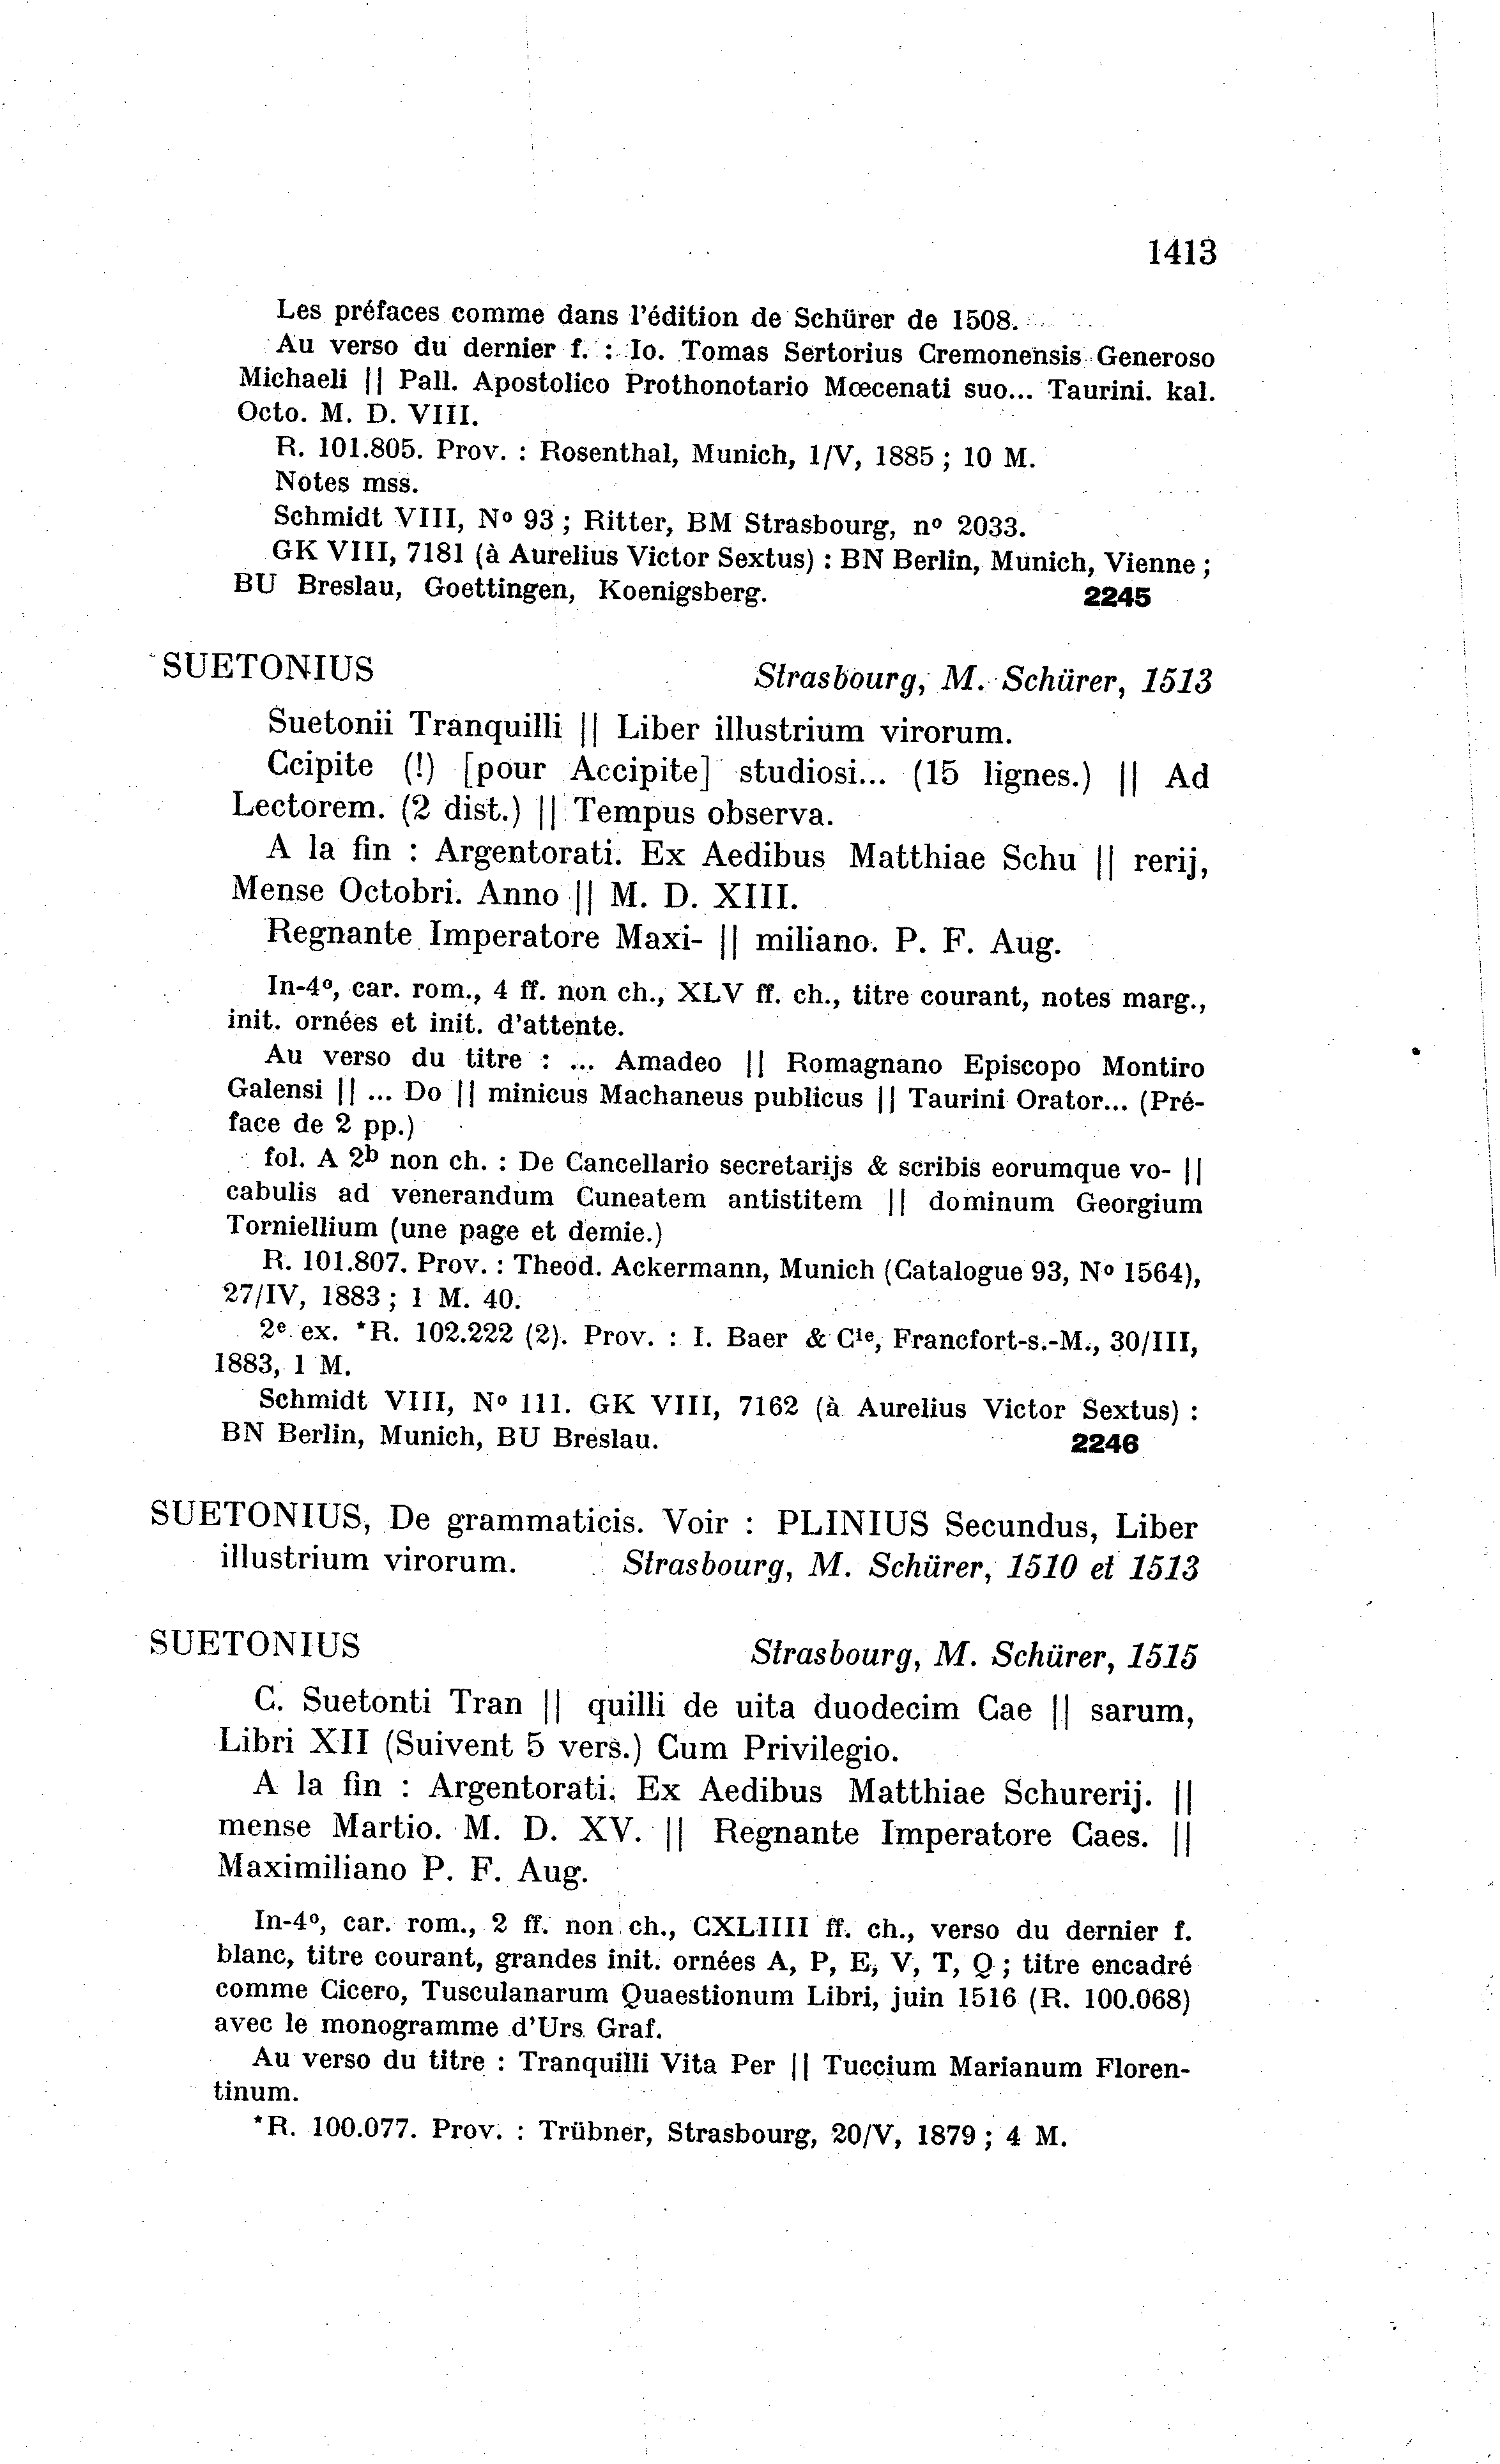 1413
Les préfaces comme dans l'édition de Schürer de 1508.
Au verso du dernier f. : Io. Tomas Sertorius Cremonensis Generoso
Michaeli || Pall. Apostolico Prothonotario Mœcenati suo... Taurini. kal.
Octo. M. D. VIII.
R. 101.805. Prov. : Rosenthal, Munich, 1/V, 1885 ; 10 M.
Notes mss.
Schmidt VIII, Nº 93 ; Ritter, BM Strasbourg, nº 2033.
GK VIII, 7181 (à Aurelius Victor Sextus) : BN Berlin, Munich, Vienne ;
BU Breslau, Goettingen, Koenigsberg. 2245
SUETONIUS Strasbourg, M. Schürer, 1513
Suetonii Tranquilli || Liber illustrium virorum.
Ccipite (!) [pour Accipite] studiosi... (15 lignes.) || Ad
Lectorem. (2 dist.) || Tempus observa.
A la fin : Argentorati. Ex Aedibus Matthiae Schu || rerij,
Mense Octobri. Anno || M. D. XIII.
Regnante Imperatore Maxi- || miliano. P. F. Aug.
In-4º, car. rom., 4 ff. non ch., XLV ff. ch., titre courant, notes marg.,
init. ornées et init. d'attente.
Au verso du titre : ... Amadeo || Romagnano Episcopo Montiro
Galensi || ... Do || minicus Machaneus publicus || Taurini Orator... (Pré-
face de 2 pp.)
fol. A 2b non ch. : De Cancellario secretarijs & scribis eorumque vo- ||
cabulis ad venerandum Cuneatem antistitem || dominum Georgium
Torniellium (une page et demie.)
R. 101.807. Prov. : Theod. Ackermann, Munich (Catalogue 93, Nº 1564),
27/IV, 1883 ; 1 M. 40.
2e ex. *R. 102.222 (2). Prov. : I. Baer & Cie, Francfort-s.-M., 30/III,
1883, 1 M.
Schmidt VIII, Nº 111. GK VIII, 7162 (à Aurelius Victor Sextus) :
BN Berlin, Munich, BU Breslau. 2246
SUETONIUS, De grammaticis. Voir : PLINIUS Secundus, Liber
illustrium virorum. Strasbourg, M. Schürer, 1510 et 1513
SUETONIUS Strasbourg, M. Schürer, 1515
C. Suetonti Tran || quilli de uita duodecim Cae || sarum,
Libri XII (Suivent 5 vers.) Cum Privilegio.
A la fin : Argentorati. Ex Aedibus Matthiae Schurerij. ||
mense Martio. M. D. XV. || Regnante Imperatore Caes. ||
Maximiliano P. F. Aug.
In-4º, car. rom., 2 ff. non ch., CXLIIII ff. ch., verso du dernier f.
blanc, titre courant, grandes init. ornées A, P, E, V, T, Q ; titre encadré
comme Cicero, Tusculanarum Quaestionum Libri, juin 1516 (R. 100.068)
avec le monogramme d'Urs Graf.
Au verso du titre : Tranquilli Vita Per || Tuccium Marianum Floren-
tinum.
*R. 100.077. Prov. : Trübner, Strasbourg, 20/V, 1879 ; 4 M.